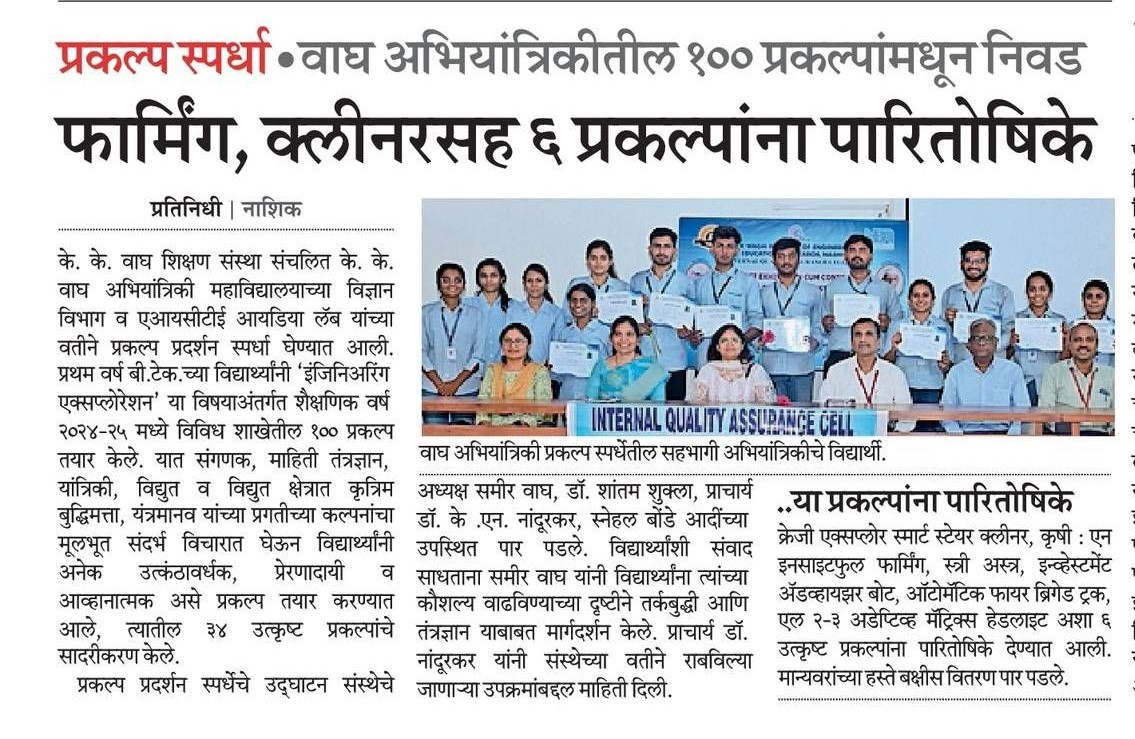 प्रकल्प स्पर्धा • वाघ अभियांत्रिकीतील १०० प्रकल्पांमधून निवड
फार्मिंग, क्लीनरसह ६ प्रकल्पांना पारितोषिके
प्रतिनिधी | नाशिक
के. के. वाघ शिक्षण संस्था संचलित के. के.
वाघ अभियांत्रिकी महाविद्यालयाच्या विज्ञान
विभाग व एआयसीटीई आयडिया लॅब यांच्या
वतीने प्रकल्प प्रदर्शन स्पर्धा घेण्यात आली.
प्रथम वर्ष बी.टेक.च्या विद्यार्थ्यांनी ‘इंजिनिअरिंग
एक्सप्लोरेशन’ या विषयाअंतर्गत शैक्षणिक वर्ष
२०२४-२५ मध्ये विविध शाखेतील १०० प्रकल्प
तयार केले. यात संगणक, माहिती तंत्रज्ञान,
यांत्रिकी, विद्युत व विद्युत क्षेत्रात कृत्रिम
बुद्धिमत्ता, यंत्रमानव यांच्या प्रगतीच्या कल्पनांचा
मूलभूत संदर्भ विचारात घेऊन विद्यार्थ्यांनी
अनेक उत्कंठावर्धक, प्रेरणादायी व
आव्हानात्मक असे प्रकल्प तयार करण्यात
आले, त्यातील ३४ उत्कृष्ट प्रकल्पांचे
सादरीकरण केले.
प्रकल्प प्रदर्शन स्पर्धेचे उद्घाटन संस्थेचे
INTERNAL QUALITY ASSURANCE CELL
वाघ अभियांत्रिकी प्रकल्प स्पर्धेतील सहभागी अभियांत्रिकीचे विद्यार्थी.
अध्यक्ष समीर वाघ, डॉ. शांतम शुक्ला, प्राचार्य
डॉ. के .एन. नांदूरकर, स्नेहल बोंडे आदींच्या
उपस्थित पार पडले. विद्यार्थ्यांशी संवाद
साधताना समीर वाघ यांनी विद्यार्थ्यांना त्यांच्या
कौशल्य वाढविण्याच्या दृष्टीने तर्कबुद्धी आणि
तंत्रज्ञान याबाबत मार्गदर्शन केले. प्राचार्य डॉ.
नांदूरकर यांनी संस्थेच्या वतीने राबविल्या
जाणाऱ्या उपक्रमांबद्दल माहिती दिली.
..या प्रकल्पांना पारितोषिके
क्रेजी एक्सप्लोर स्मार्ट स्टेयर क्लीनर, कृषी : एन
इनसाइटफुल फार्मिंग, स्त्री अस्त्र, इन्व्हेस्टमेंट
ॲडव्हायझर बोट, ऑटोमॅटिक फायर ब्रिगेड ट्रक,
एल २-३ अडेप्टिव्ह मॅट्रिक्स हेडलाइट अशा ६
उत्कृष्ट प्रकल्पांना पारितोषिके देण्यात आली.
मान्यवरांच्या हस्ते बक्षीस वितरण पार पडले.